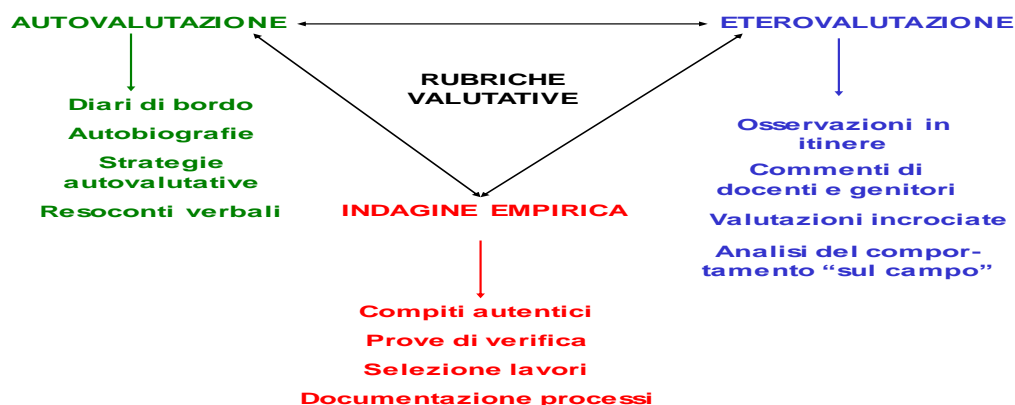 AUTOVALUTAZIONE
ETEROVALUTAZIONE
RUBRICHE
VALUTATIVE
Diari di bordo
Autobiografie
Strategie
autovalutative
Resoconti verbali
Osservazioni in
itinere
Commenti di
docenti e genitori
Valutazioni incrociate
Analisi del compor-
tamento “sul campo”
INDAGINE EMPIRICA
Compiti autentici
Prove di verifica
Selezione lavori
Documentazione processi